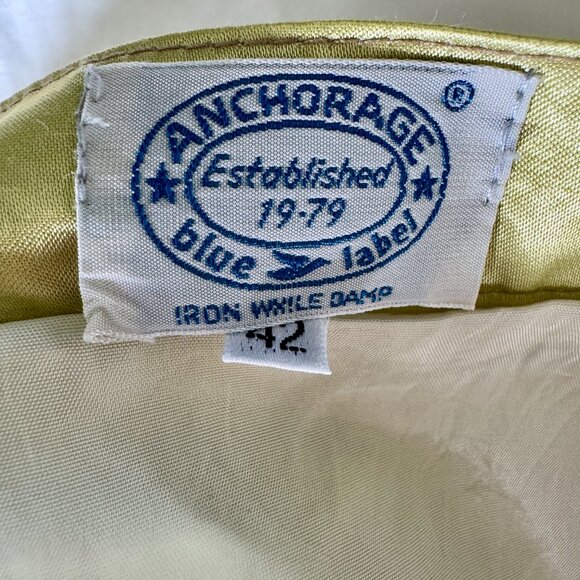 ANCHORAGE ®
Established
19-79
blue label
IRON WHILE DAMP
42